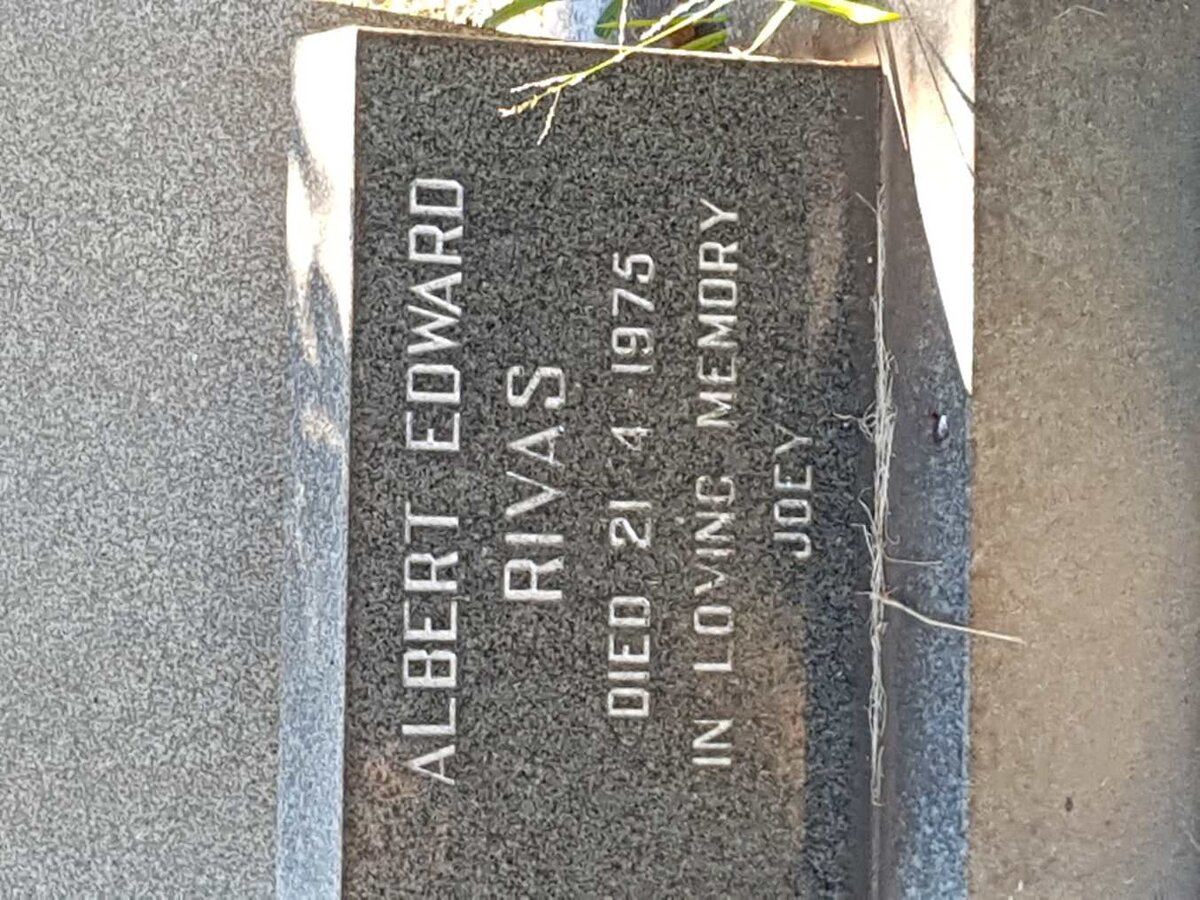 ALBERT EDWARD
RIVAS
DIED 21 4 1975
IN LOVING MEMORY
JOEY